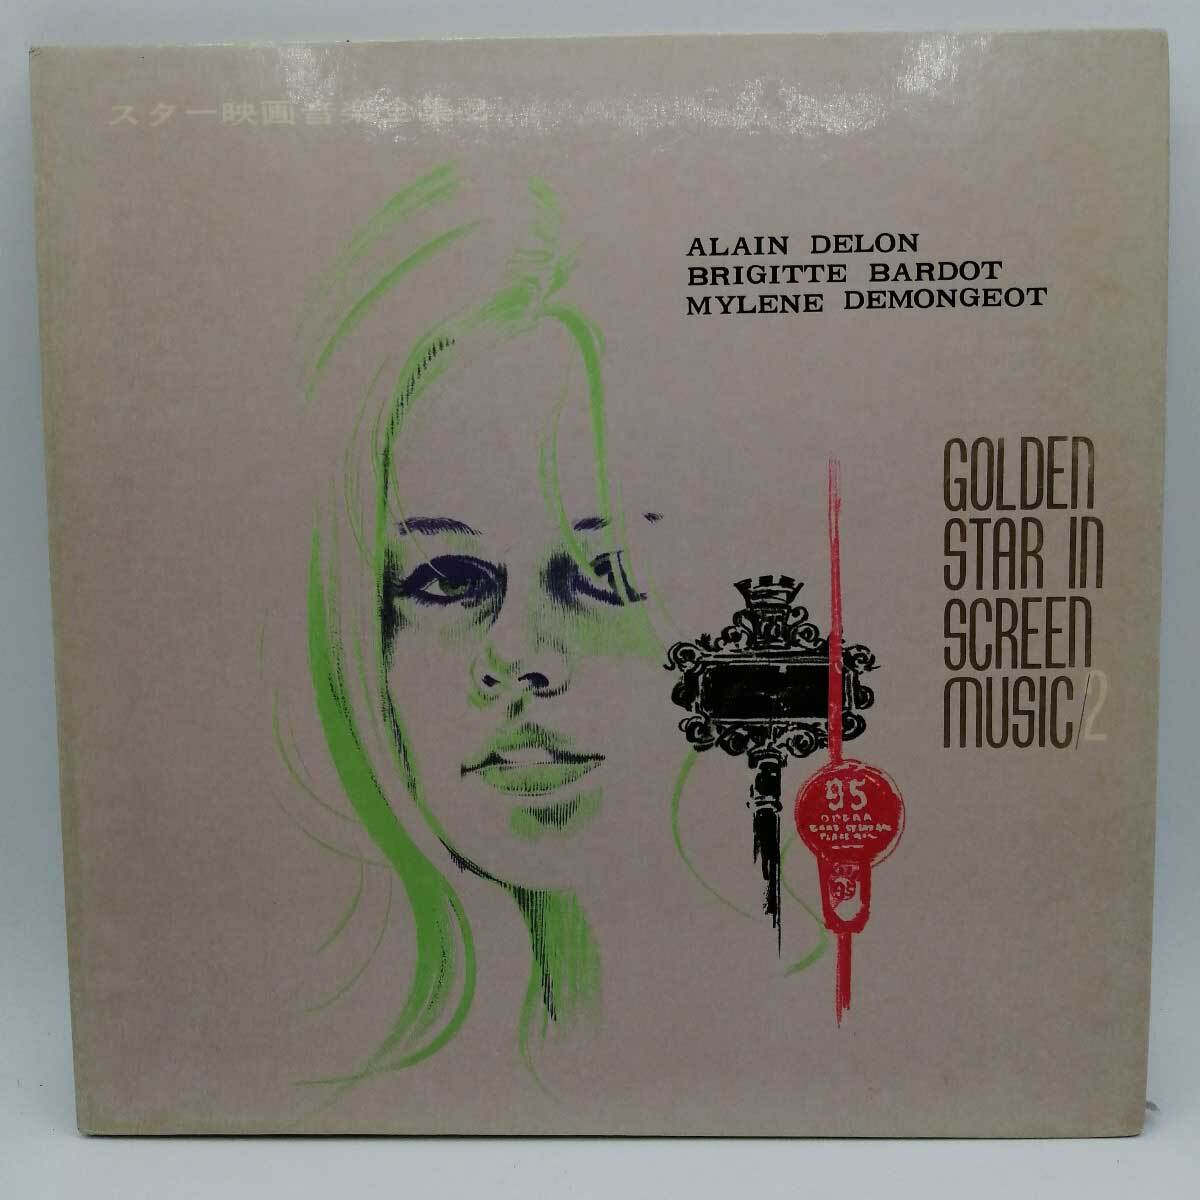 スター映画音楽全集2
ALAIN DELON
BRIGITTE BARDOT
MYLENE DEMONGEOT
GOLDEN
STAR IN
SCREEN
MUSIC/2
95
OPERA
95